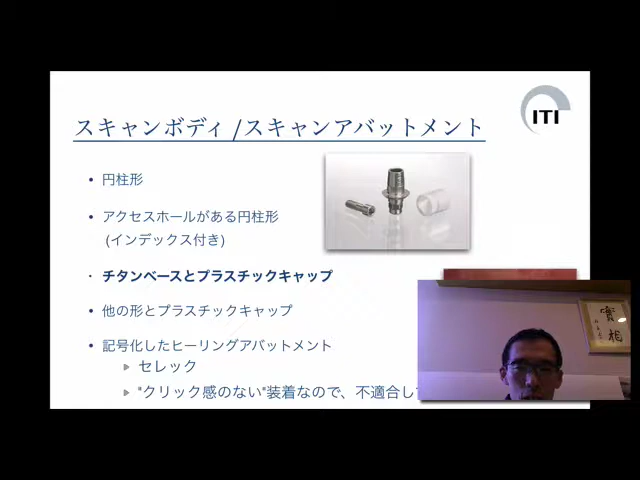 ITI
スキャンボディ /スキャンアバットメント
• 円柱形
• アクセスホールがある円柱形
(インデックス付き)
・ チタンベースとプラスチックキャップ
• 他の形とプラスチックキャップ
• 記号化したヒーリングアバットメント
▹ セレック
▹ "クリック感のない"装着なので、不適合し
實相